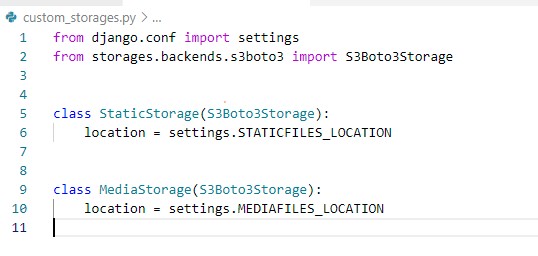 custom_storages.py > ...
1 from django.conf import settings
2 from storages.backends.s3boto3 import S3Boto3Storage
3
4
5 class StaticStorage(S3Boto3Storage):
6     location = settings.STATICFILES_LOCATION
7
8
9 class MediaStorage(S3Boto3Storage):
10     location = settings.MEDIAFILES_LOCATION
11